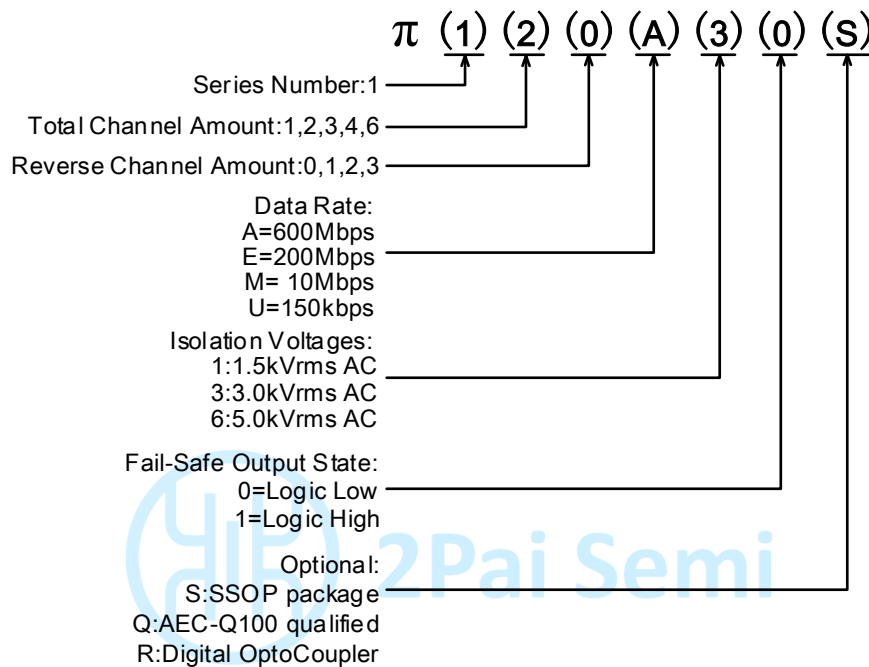 π (1) (2) (0) (A) (3) (0) (S)
Series Number:1
Total Channel Amount:1,2,3,4,6
Reverse Channel Amount:0,1,2,3
Data Rate:
A=600Mbps
E=200Mbps
M= 10Mbps
U=150kbps
Isolation Voltages:
1:1.5kVrms AC
3:3.0kVrms AC
6:5.0kVrms AC
Fail-Safe Output State:
0=Logic Low
1=Logic High
2Pai Semi
Optional:
S:SSOP package
Q:AEC-Q100 qualified
R:Digital OptoCoupler